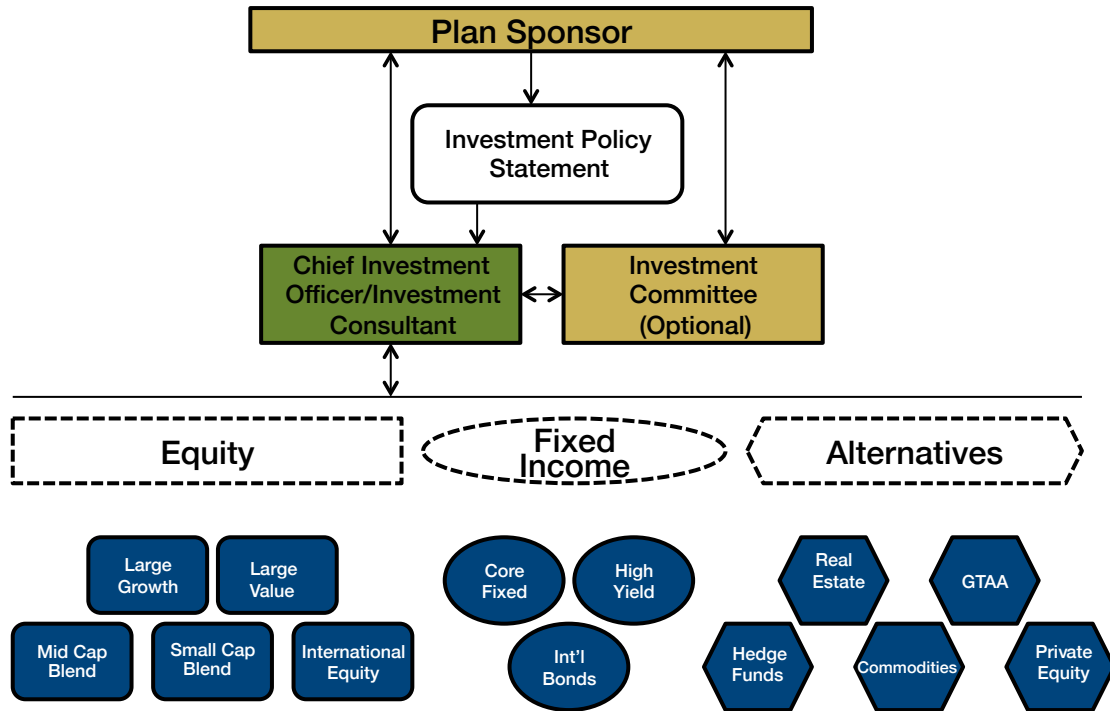 Plan Sponsor
Investment Policy
Statement
Chief Investment
Officer/Investment
Consultant
Investment
Committee
(Optional)
Equity
Fixed
Income
Alternatives
Large
Growth
Large
Value
Mid Cap
Blend
Small Cap
Blend
International
Equity
Core
Fixed
High
Yield
Int'l
Bonds
Real
Estate
GTAA
Hedge
Funds
Commodities
Private
Equity